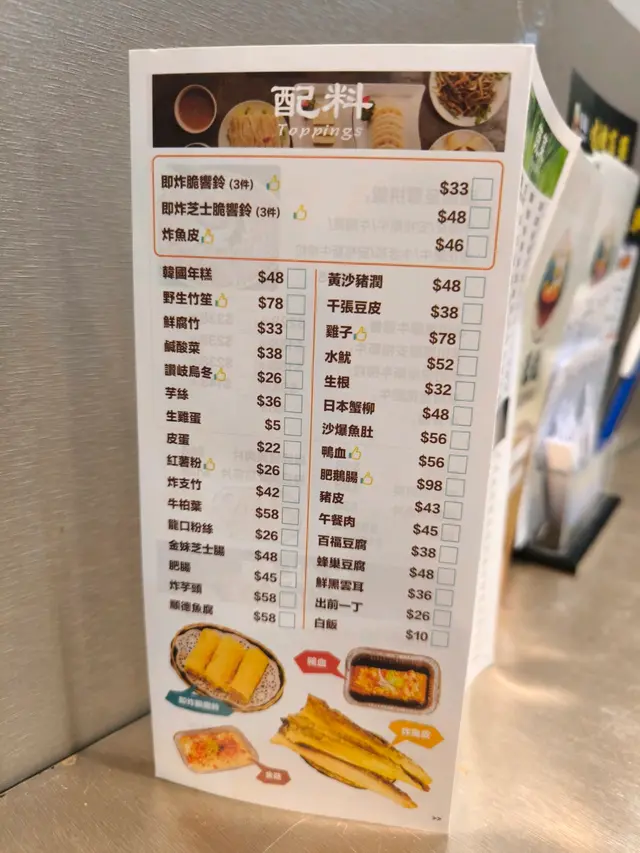 配料
Toppings
即炸脆響鈴 (3件) $33
即炸芝士脆響鈴 (3件) $48
炸魚皮 $46
韓國年糕 $48
野生竹笙 $78
鮮腐竹 $33
鹹酸菜 $38
讚岐烏冬 $26
芋絲 $36
生雞蛋 $5
皮蛋 $22
紅薯粉 $26
炸支竹 $42
牛柏葉 $58
龍口粉絲 $26
金妹芝士腸 $48
肥腸 $45
炸芋頭 $58
順德魚腐 $58
黃沙豬潤 $48
千張豆皮 $38
雞子 $78
水魷 $52
生根 $32
日本蟹柳 $48
沙爆魚肚 $56
鴨血 $56
肥鵝腸 $98
豬皮 $43
午餐肉 $45
百福豆腐 $38
蜂巢豆腐 $48
鮮黑雲耳 $36
出前一丁 $26
白飯 $10
鴨血
即炸脆響鈴
炸魚皮
>>